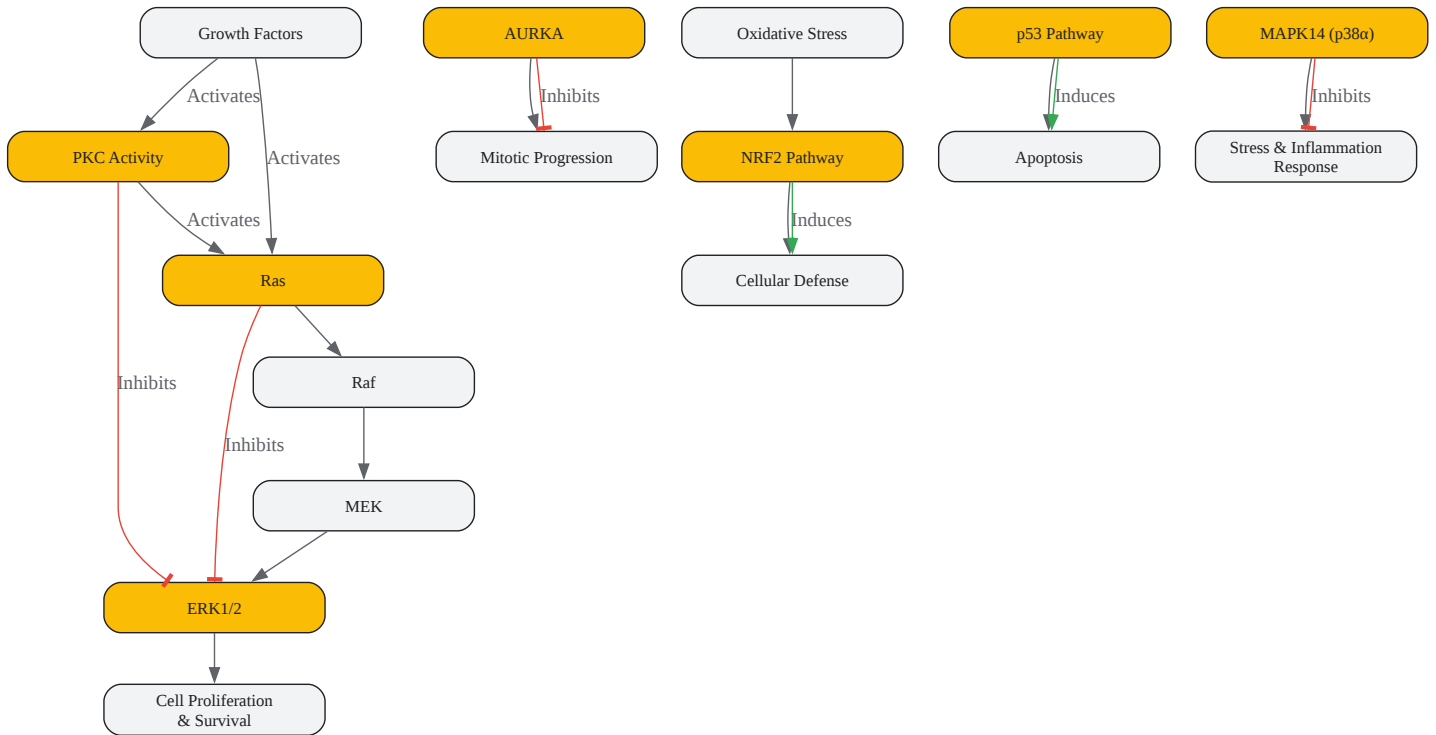 Growth Factors
AURKA
Oxidative Stress
p53 Pathway
MAPK14 (p38α)
Activates
Inhibits
Induces
Inhibits
PKC Activity
Activates
Mitotic Progression
NRF2 Pathway
Apoptosis
Stress & Inflammation
Response
Activates
Induces
Ras
Cellular Defense
Raf
Inhibits
Inhibits
MEK
ERK1/2
Cell Proliferation
& Survival